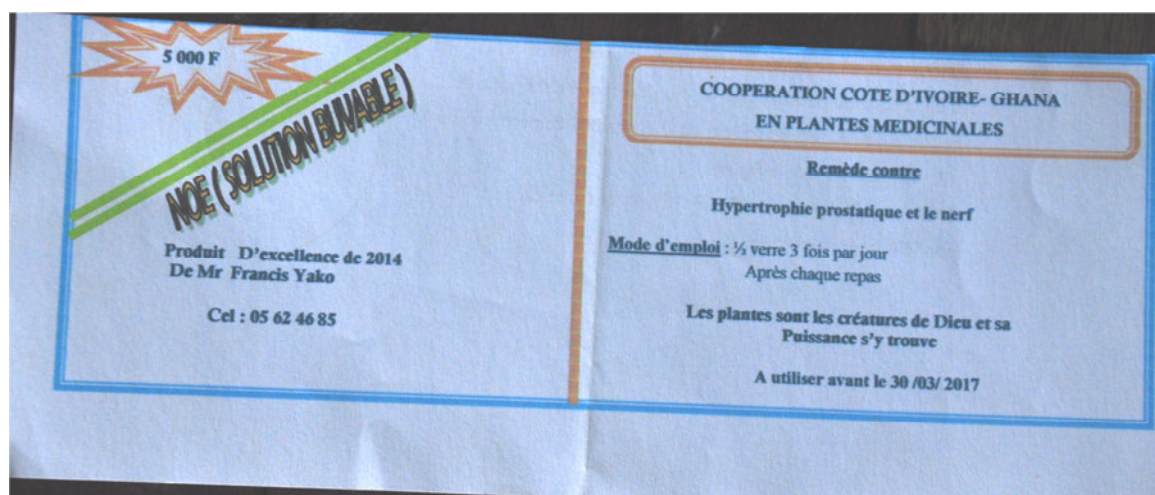 5 000 F
NOE ( SOLUTION BUVABLE )
Produit D'excellence de 2014
De Mr Francis Yako
Cel : 05 62 46 85
COOPERATION COTE D'IVOIRE- GHANA
EN PLANTES MEDICINALES
Remède contre
Hypertrophie prostatique et le nerf
Mode d'emploi : ⅓ verre 3 fois par jour
Après chaque repas
Les plantes sont les créatures de Dieu et sa
Puissance s'y trouve
A utiliser avant le 30 /03/ 2017